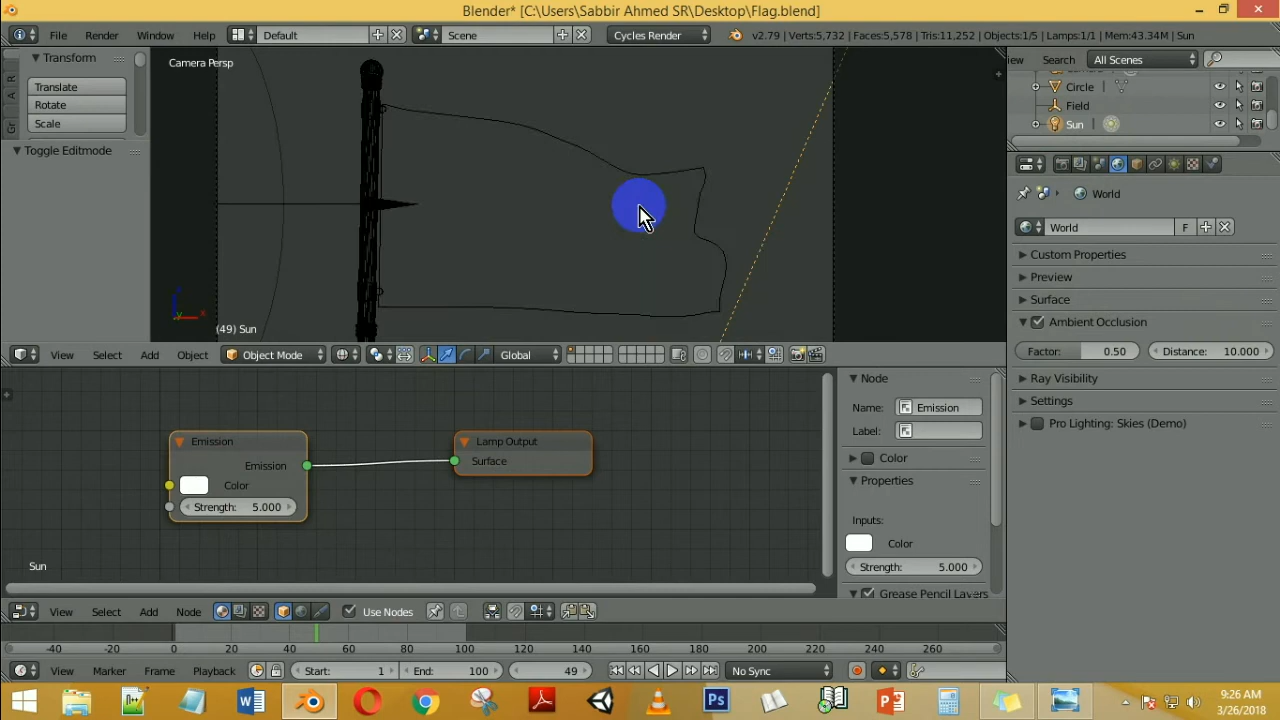 Blender* [C:\Users\Sabbir Ahmed SR\Desktop\Flag.blend]
File Render Window Help Default Scene Cycles Render v2.79 | Verts:5,732 | Faces:5,578 | Tris:11,252 | Objects:1/5 | Lamps:1/1 | Mem:43.34M | Sun
Transform
Translate
Rotate
Scale
Toggle Editmode
R
A
Gr
Camera Persp
z
x
y
(49) Sun
View Select Add Object Object Mode Global
iew Search All Scenes
Circle
Field
Sun
World
World F
Custom Properties
Preview
Surface
Ambient Occlusion
Factor: 0.50 Distance: 10.000
Ray Visibility
Settings
Pro Lighting: Skies (Demo)
Emission
Emission
Color
Strength: 5.000
Lamp Output
Surface
Sun
Node
Name: Emission
Label:
Color
Properties
Inputs:
Color
Strength: 5.000
Grease Pencil Layers
View Select Add Node Use Nodes
-40 -20 0 20 40 60 80 100 120 140 160 180 200 220 240 260
View Marker Frame Playback Start: 1 End: 100 49 No Sync
9:26 AM
3/26/2018